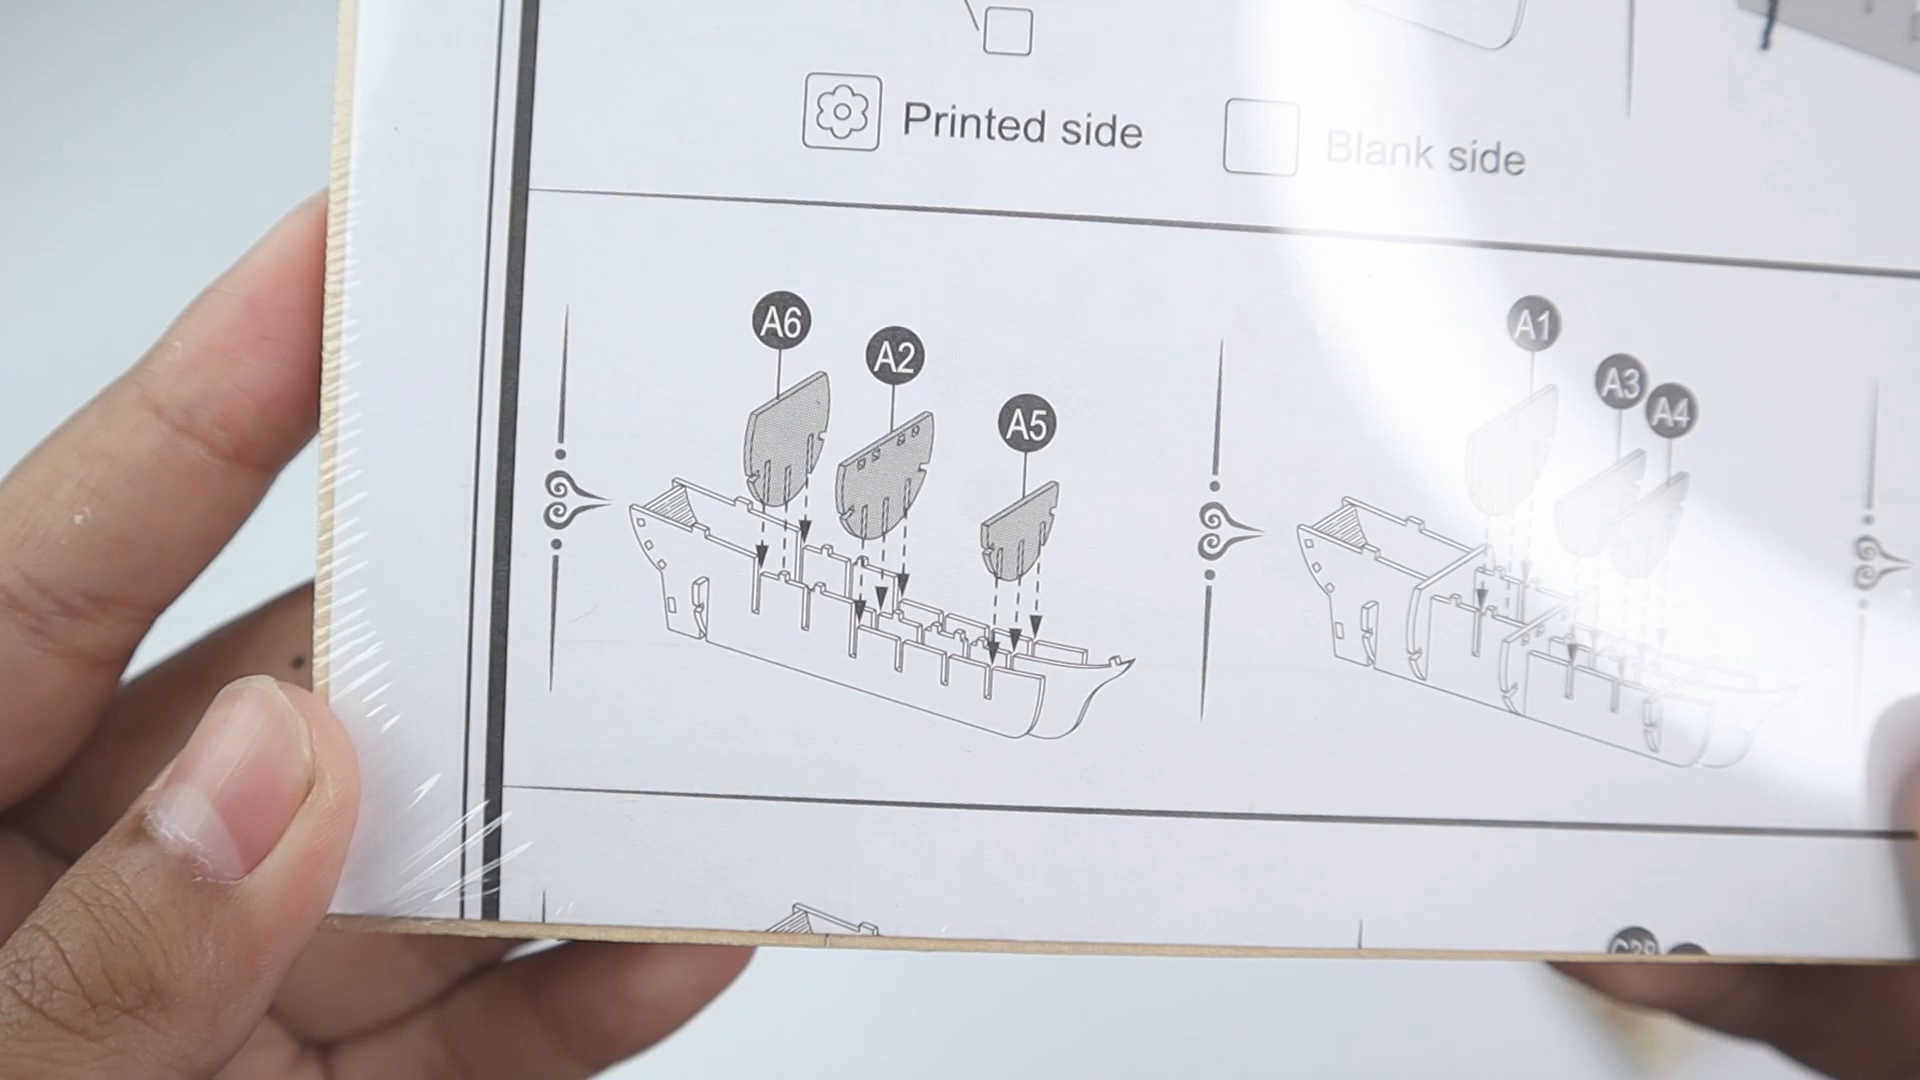 Printed side
Blank side
A6
A2
A5
A1
A3
A4